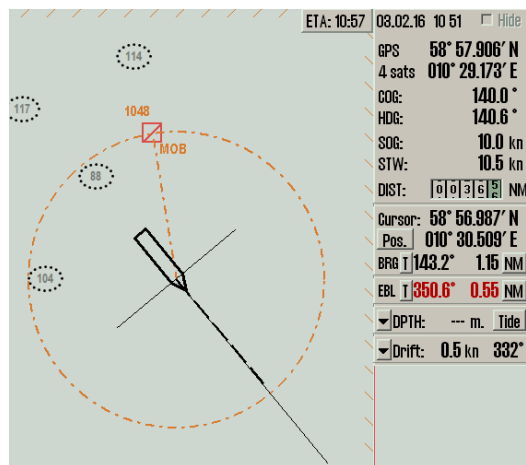 ETA: 10:57
03.02.16 10 51 Hide
GPS 58° 57.906' N
4 sats 010° 29.173' E
COG: 140.0°
HDG: 140.6°
SOG: 10.0 kn
STW: 10.5 kn
DIST: 0 0 3 6 NM
Cursor: 58° 56.987' N
Pos. 010° 30.509' E
BRG T 143.2° 1.15 NM
EBL T 350.6° 0.55 NM
DPTH: --- m. Tide
Drift: 0.5 kn 332°
114
117
1048
MOB
88
104